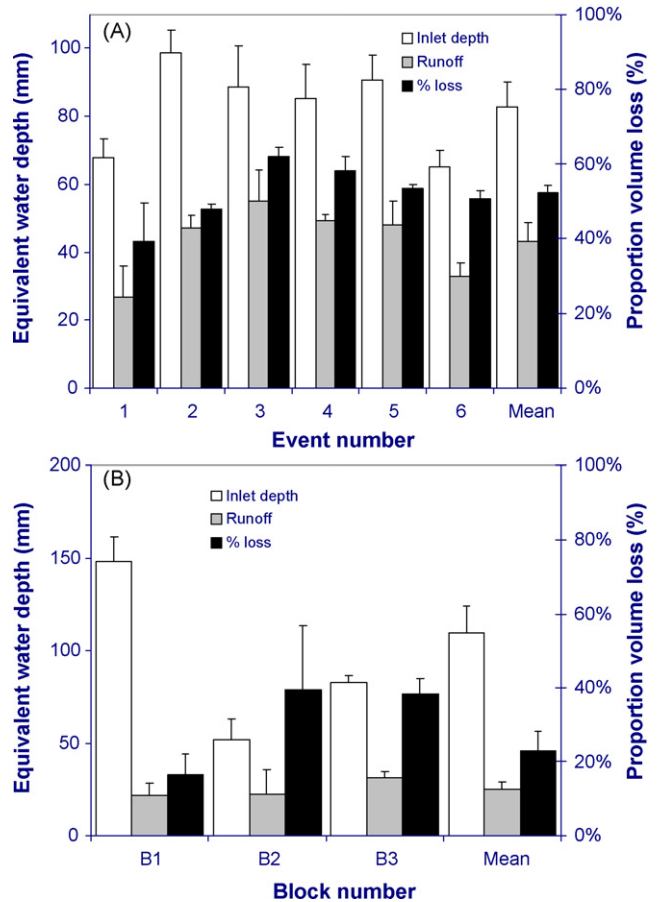 (A)
Inlet depth
Runoff
% loss
Equivalent water depth (mm)
100
80
60
40
20
0
Proportion volume loss (%)
100%
80%
60%
40%
20%
0%
1 2 3 4 5 6 Mean
Event number
(B)
Inlet depth
Runoff
% loss
Equivalent water depth (mm)
200
150
100
50
0
Proportion volume loss (%)
100%
80%
60%
40%
20%
0%
B1 B2 B3 Mean
Block number